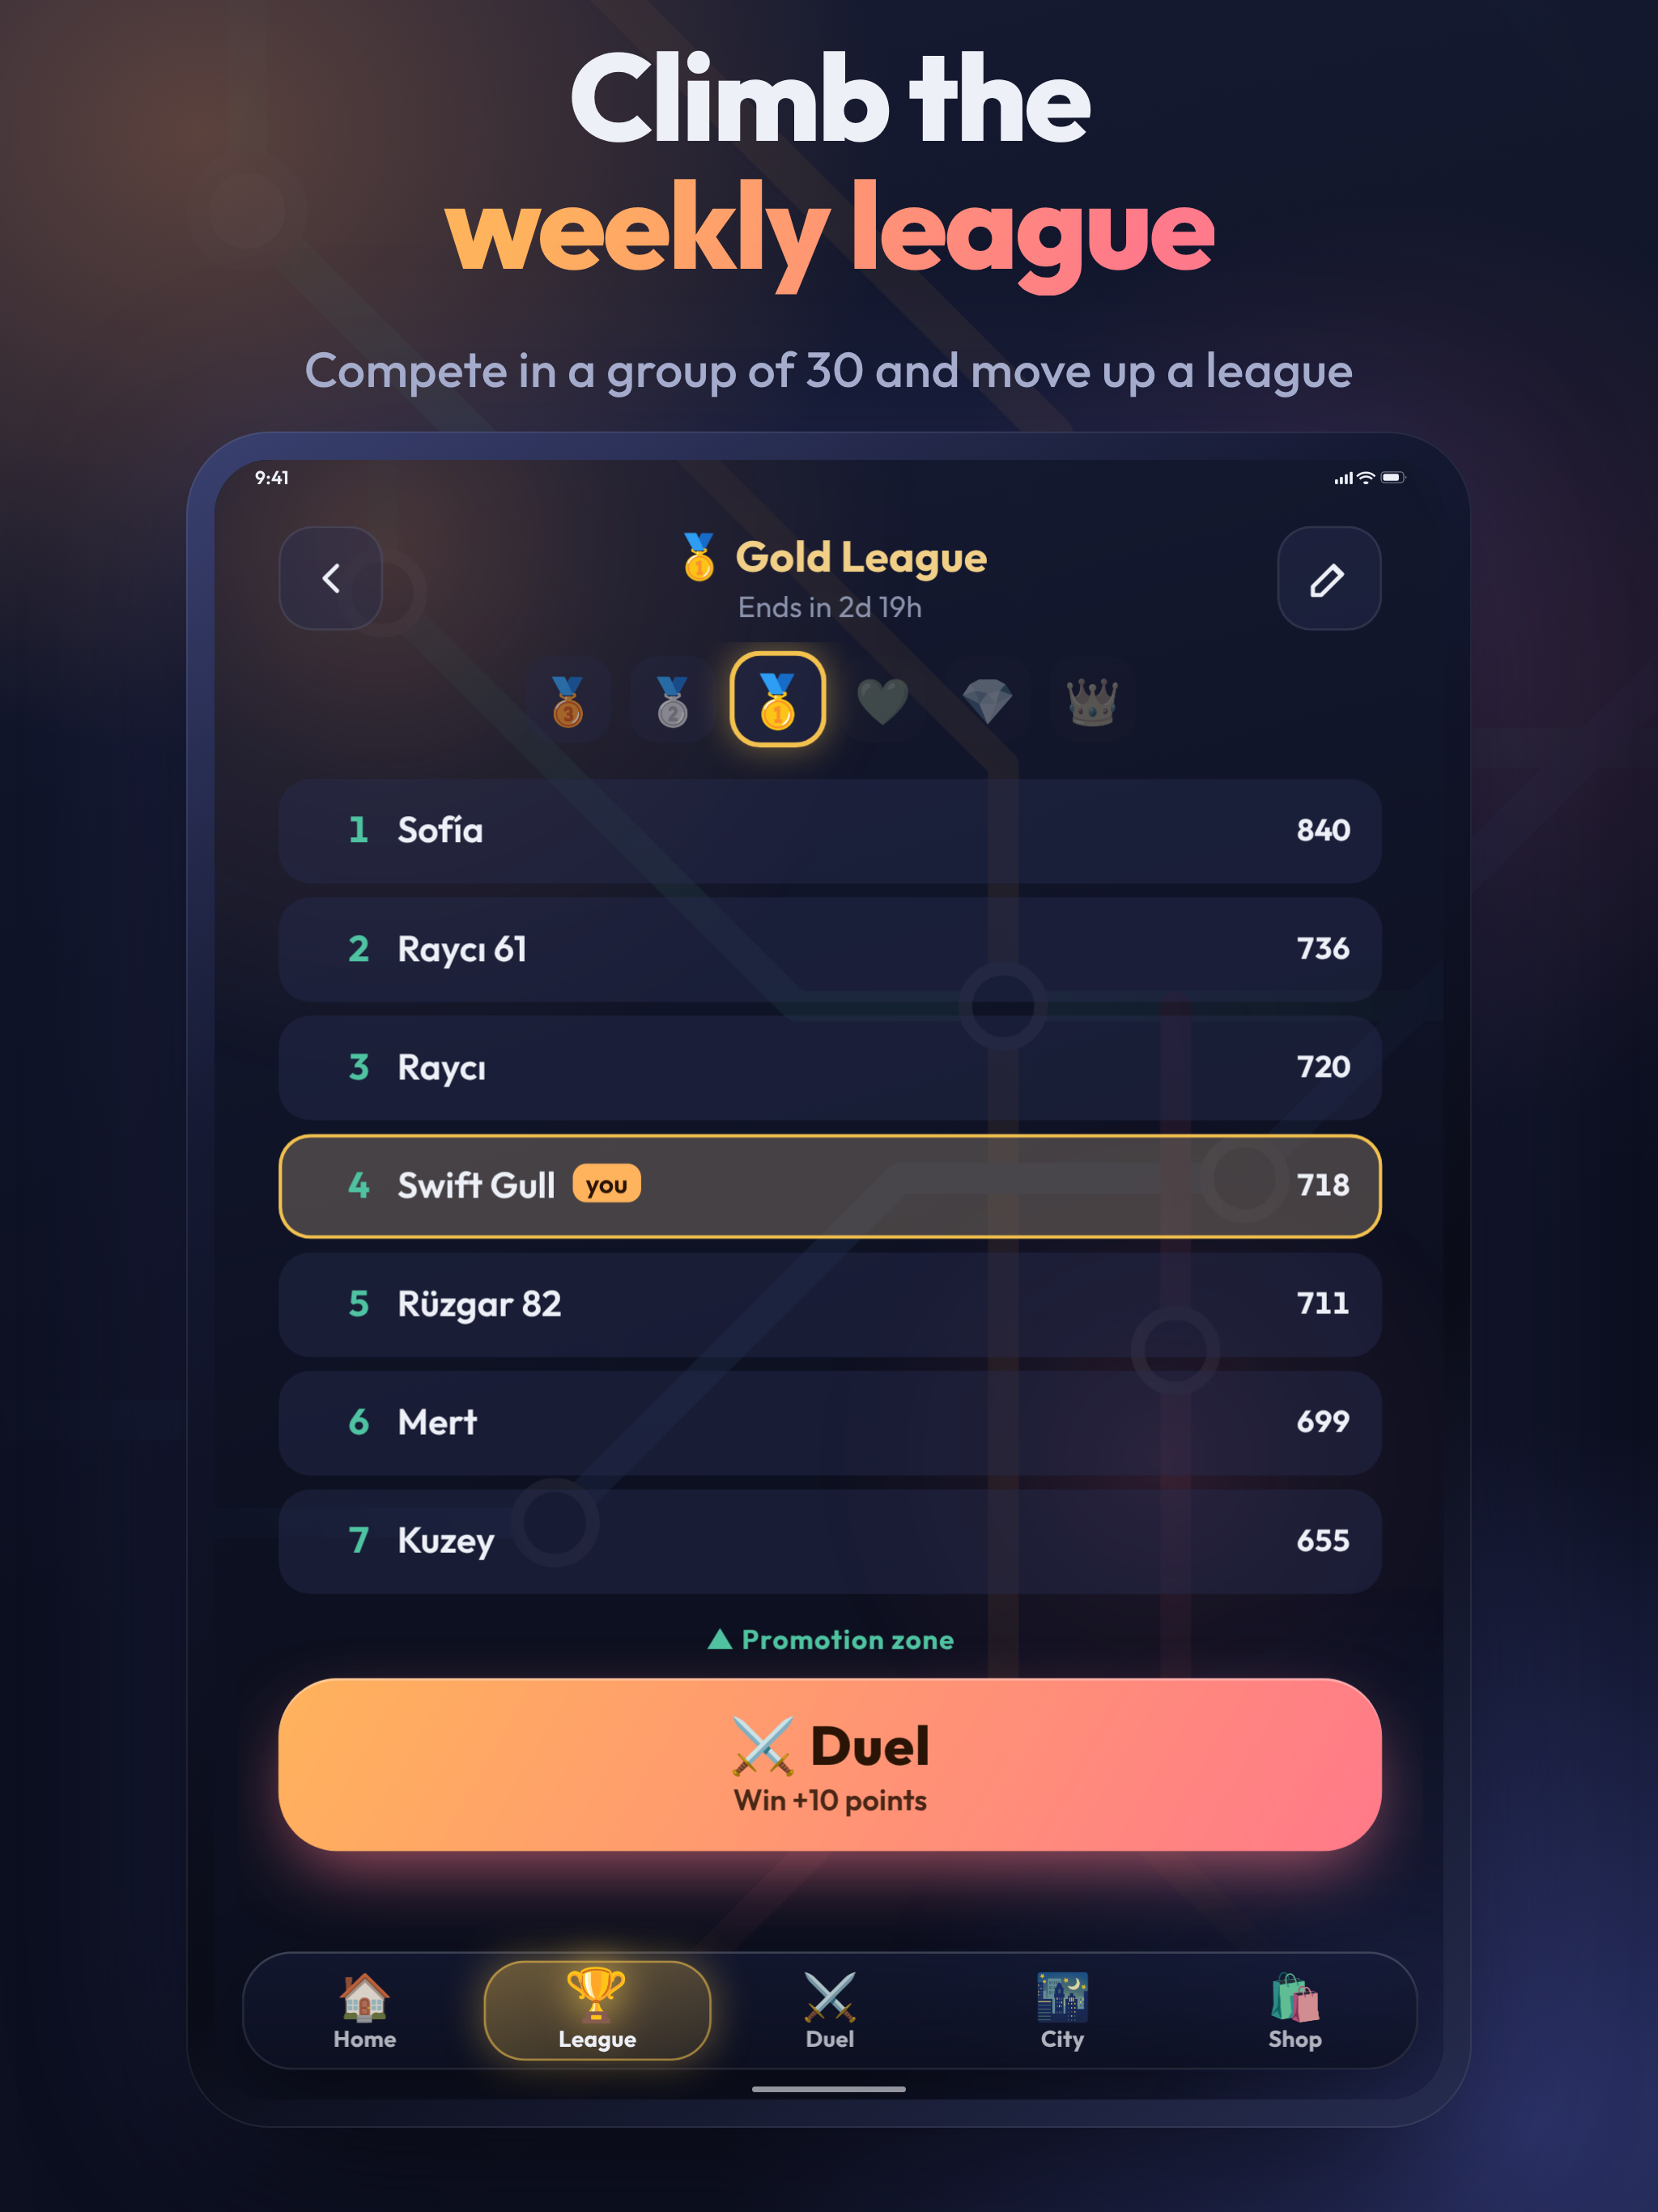 Climb the
weekly league
Compete in a group of 30 and move up a league
9:41
🥇 Gold League
Ends in 2d 19h
1 Sofía 840
2 Raycı 61 736
3 Raycı 720
4 Swift Gull you 718
5 Rüzgar 82 711
6 Mert 699
7 Kuzey 655
▲ Promotion zone
⚔️ Duel
Win +10 points
Home League Duel City Shop